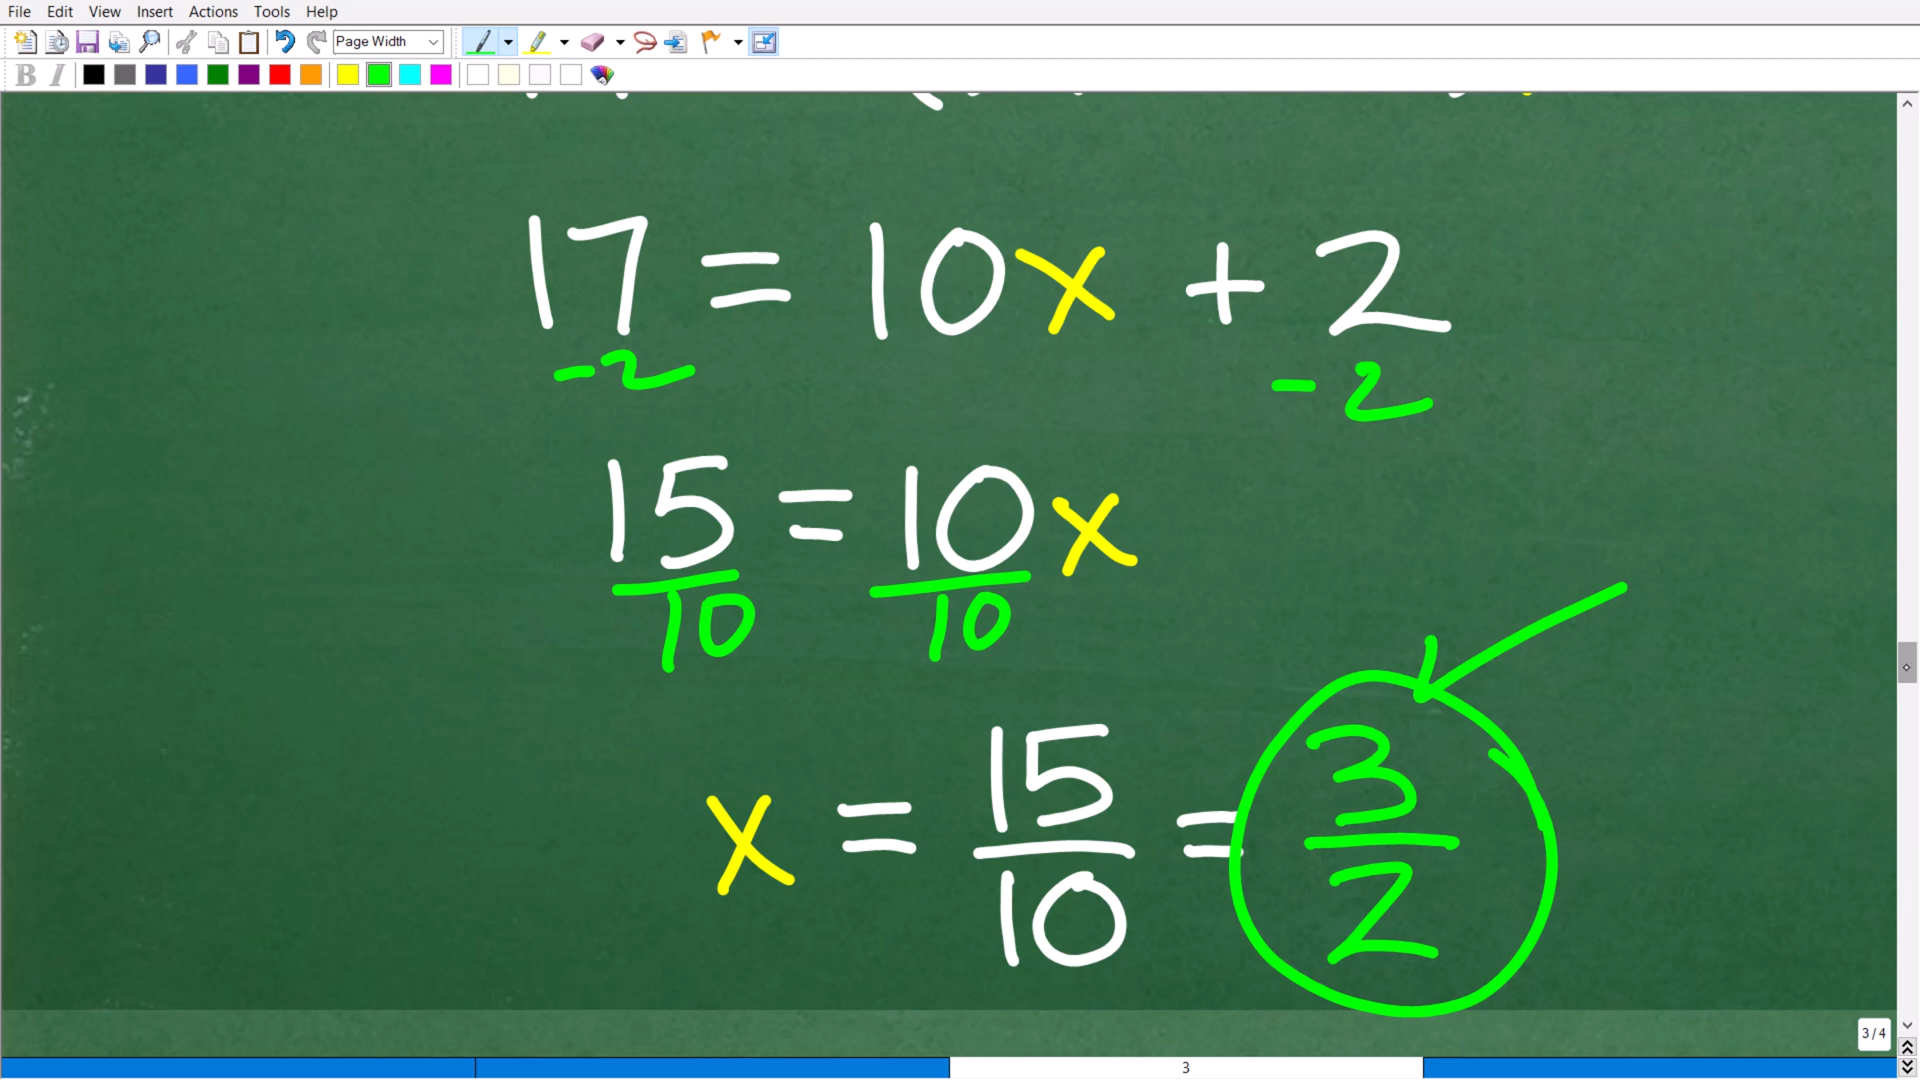 File Edit View Insert Actions Tools Help
Page Width
B I
17 = 10x + 2
-2 -2
15 = 10x
10 10
x = 15/10 = 3/2
3/4
3